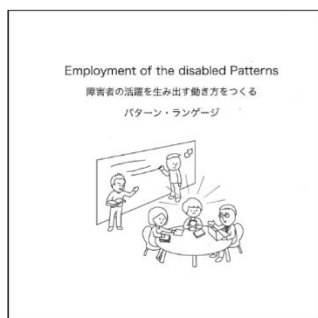 Employment of the disabled Patterns
障害者の活躍を生み出す働き方をつくる
パターン・ランゲージ